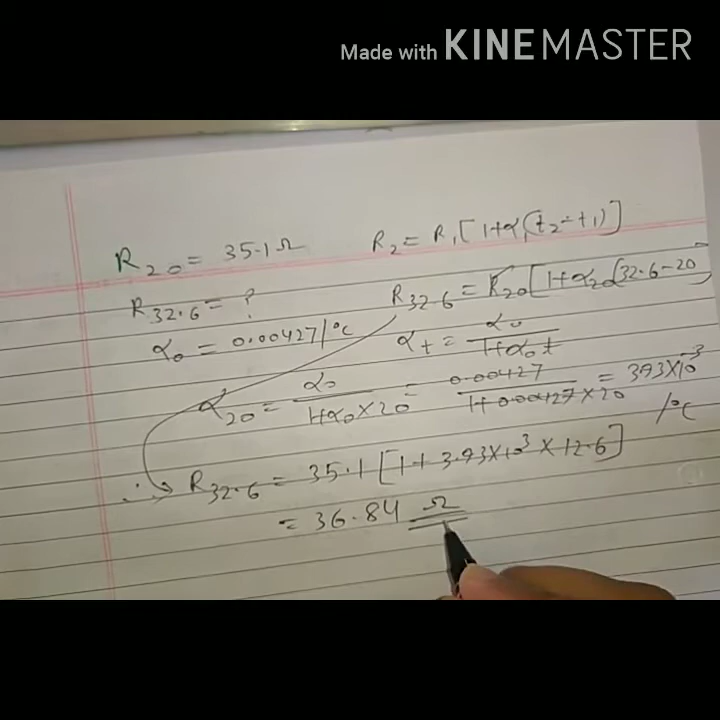 Made with KINEMASTER
R₂₀ = 35.1 Ω
R₂ = R₁[1+α₁(t₂-t₁)]
R₃₂.₆ = ?
R₃₂.₆ = R₂₀[1+α₂₀(32.6-20
α₀ = 0.00427/°C
αt = α₀/1+α₀t
α₂₀ = α₀/1+α₀×20 = 0.00427/1+0.00427×20 = 3.93×10⁻³
/°C
∴ R₃₂.₆ = 35.1[1+3.93×10⁻³×12.6]
= 36.84 Ω